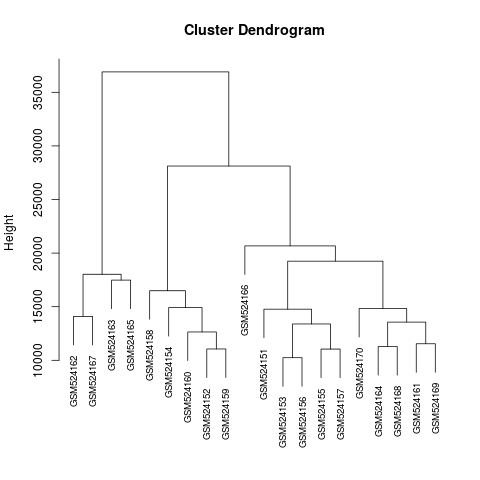 Cluster Dendrogram
Height
35000
30000
25000
20000
15000
10000
GSM524162
GSM524167
GSM524163
GSM524165
GSM524158
GSM524154
GSM524160
GSM524152
GSM524159
GSM524166
GSM524151
GSM524153
GSM524156
GSM524155
GSM524157
GSM524170
GSM524164
GSM524168
GSM524161
GSM524169